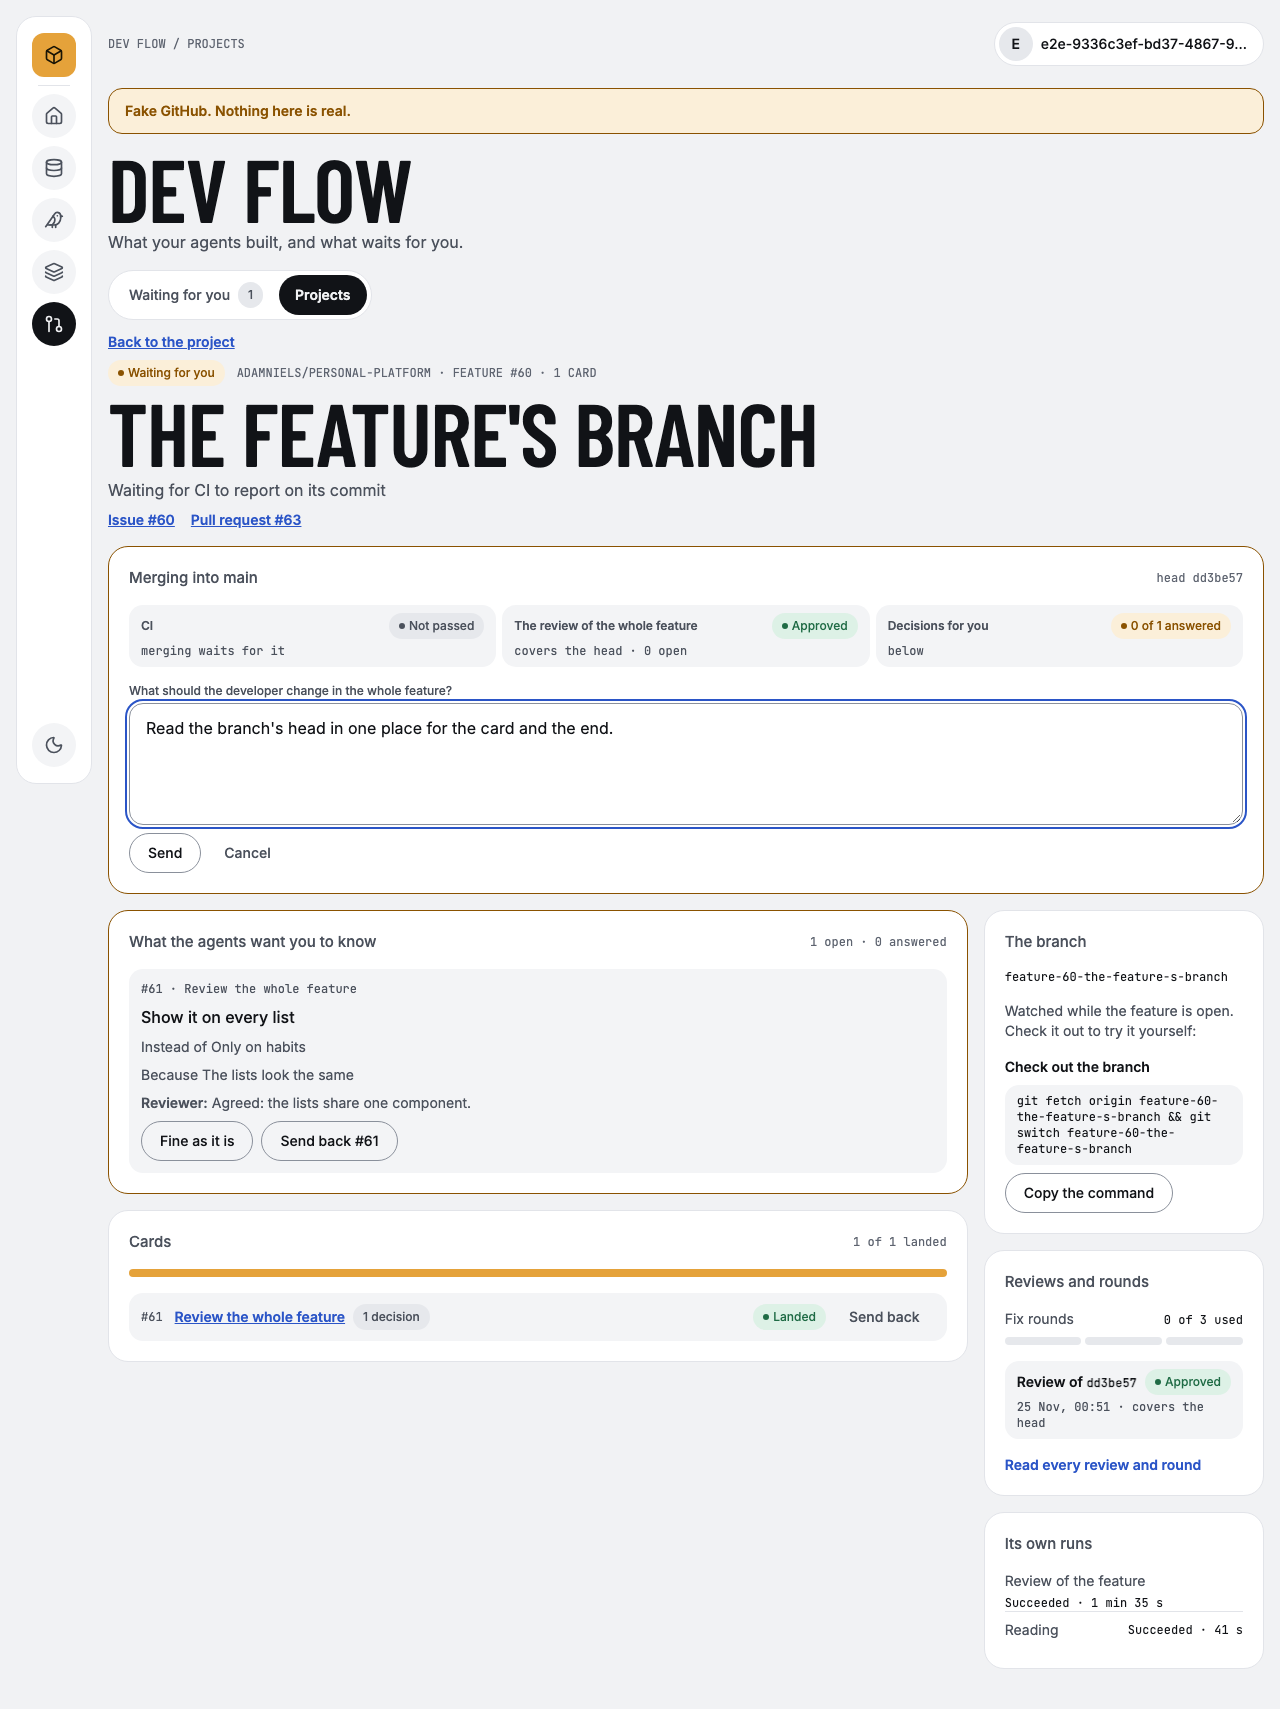 DEV FLOW / PROJECTS
E e2e-9336c3ef-bd37-4867-9...
Fake GitHub. Nothing here is real.
DEV FLOW
What your agents built, and what waits for you.
Waiting for you 1 Projects
Back to the project
Waiting for you ADAMNIELS/PERSONAL-PLATFORM · FEATURE #60 · 1 CARD
THE FEATURE'S BRANCH
Waiting for CI to report on its commit
Issue #60 Pull request #63
Merging into main head dd3be57
CI Not passed
merging waits for it
The review of the whole feature Approved
covers the head · 0 open
Decisions for you 0 of 1 answered
below
What should the developer change in the whole feature?
Read the branch's head in one place for the card and the end.
Send Cancel
What the agents want you to know 1 open · 0 answered
#61 · Review the whole feature
Show it on every list
Instead of Only on habits
Because The lists look the same
Reviewer: Agreed: the lists share one component.
Fine as it is Send back #61
Cards 1 of 1 landed
#61 Review the whole feature 1 decision Landed Send back
The branch
feature-60-the-feature-s-branch
Watched while the feature is open.
Check it out to try it yourself:
Check out the branch
git fetch origin feature-60-
the-feature-s-branch && git
switch feature-60-the-
feature-s-branch
Copy the command
Reviews and rounds
Fix rounds 0 of 3 used
Review of dd3be57 Approved
25 Nov, 00:51 · covers the
head
Read every review and round
Its own runs
Review of the feature
Succeeded · 1 min 35 s
Reading Succeeded · 41 s